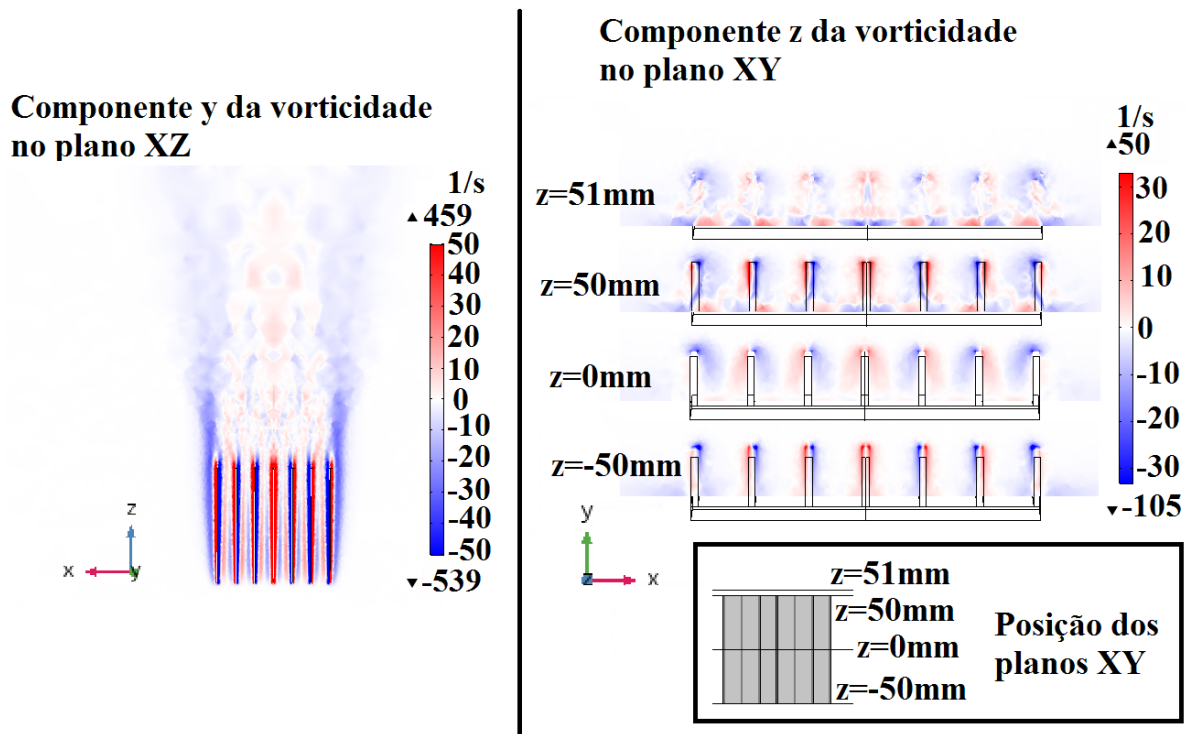 Componente y da vorticidade
no plano XZ
1/s
▲ 459
50
40
30
20
10
0
-10
-20
-30
-40
-50
▼ -539
z
x
y
Componente z da vorticidade
no plano XY
1/s
▲ 50
30
20
10
0
-10
-20
-30
▼ -105
z=51mm
z=50mm
z=0mm
z=-50mm
y
z
x
z=51mm
z=50mm
z=0mm
z=-50mm
Posição dos
planos XY